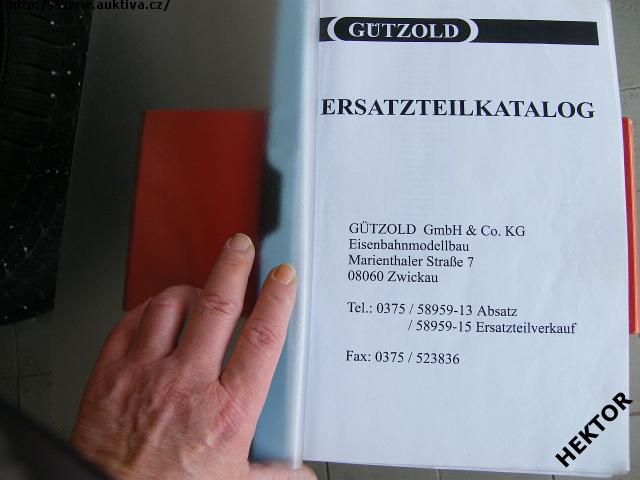 http://www.auktiva.cz/
GÜTZOLD
ERSATZTEILKATALOG
GÜTZOLD GmbH & Co. KG
Eisenbahnmodellbau
Marienthaler Straße 7
08060 Zwickau
Tel.: 0375 / 58959-13 Absatz
/ 58959-15 Ersatzteilverkauf
Fax: 0375 / 523836
HEKTOR